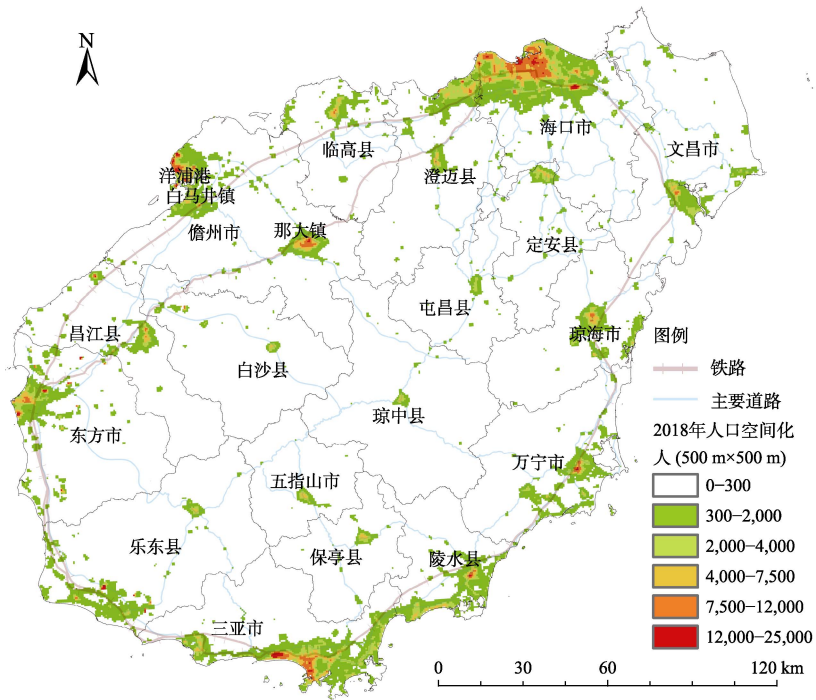 N
海口市
临高县
文昌市
澄迈县
洋浦港
白马井镇
那大镇
儋州市
定安县
屯昌县
昌江县
琼海市
图例
铁路
白沙县
主要道路
琼中县
东方市
2018年人口空间化
人 (500 m×500 m)
万宁市
五指山市
0−300
300−2,000
乐东县
保亭县
陵水县
2,000−4,000
4,000−7,500
7,500−12,000
三亚市
12,000−25,000
0 30 60 120 km